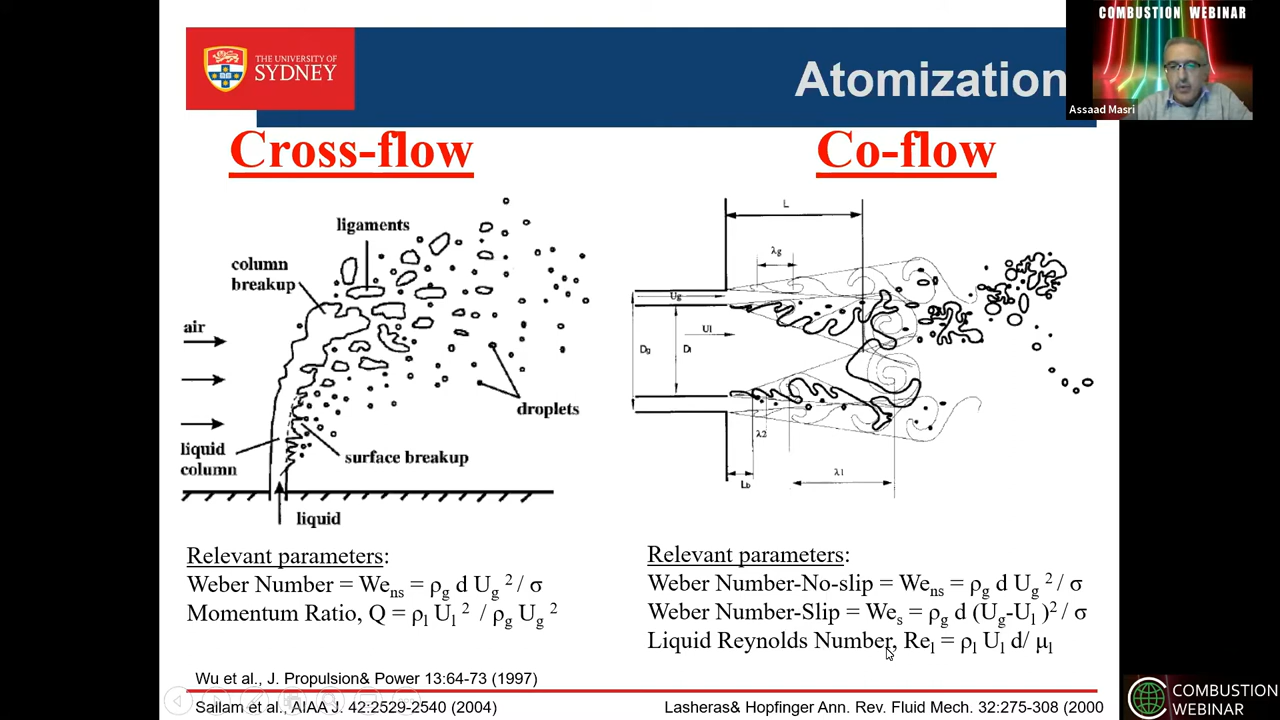 COMBUSTION WEBINAR
Assaad Masri
THE UNIVERSITY OF
SYDNEY
Atomization
Cross-flow
Co-flow
ligaments
column
breakup
air
droplets
liquid
column
surface breakup
liquid
L
λg
Ug
Ul
Dg
Dl
λ2
Lb
λl
Relevant parameters:
Weber Number = We_ns = ρ_g d U_g ² / σ
Momentum Ratio, Q = ρ_l U_l ² / ρ_g U_g ²
Relevant parameters:
Weber Number-No-slip = We_ns = ρ_g d U_g ² / σ
Weber Number-Slip = We_s = ρ_g d (U_g-U_l )² / σ
Liquid Reynolds Number, Re_l = ρ_l U_l d/ μ_l
Wu et al., J. Propulsion& Power 13:64-73 (1997)
Sallam et al., AIAA J. 42:2529-2540 (2004)
Lasheras& Hopfinger Ann. Rev. Fluid Mech. 32:275-308 (2000
COMBUSTION
WEBINAR